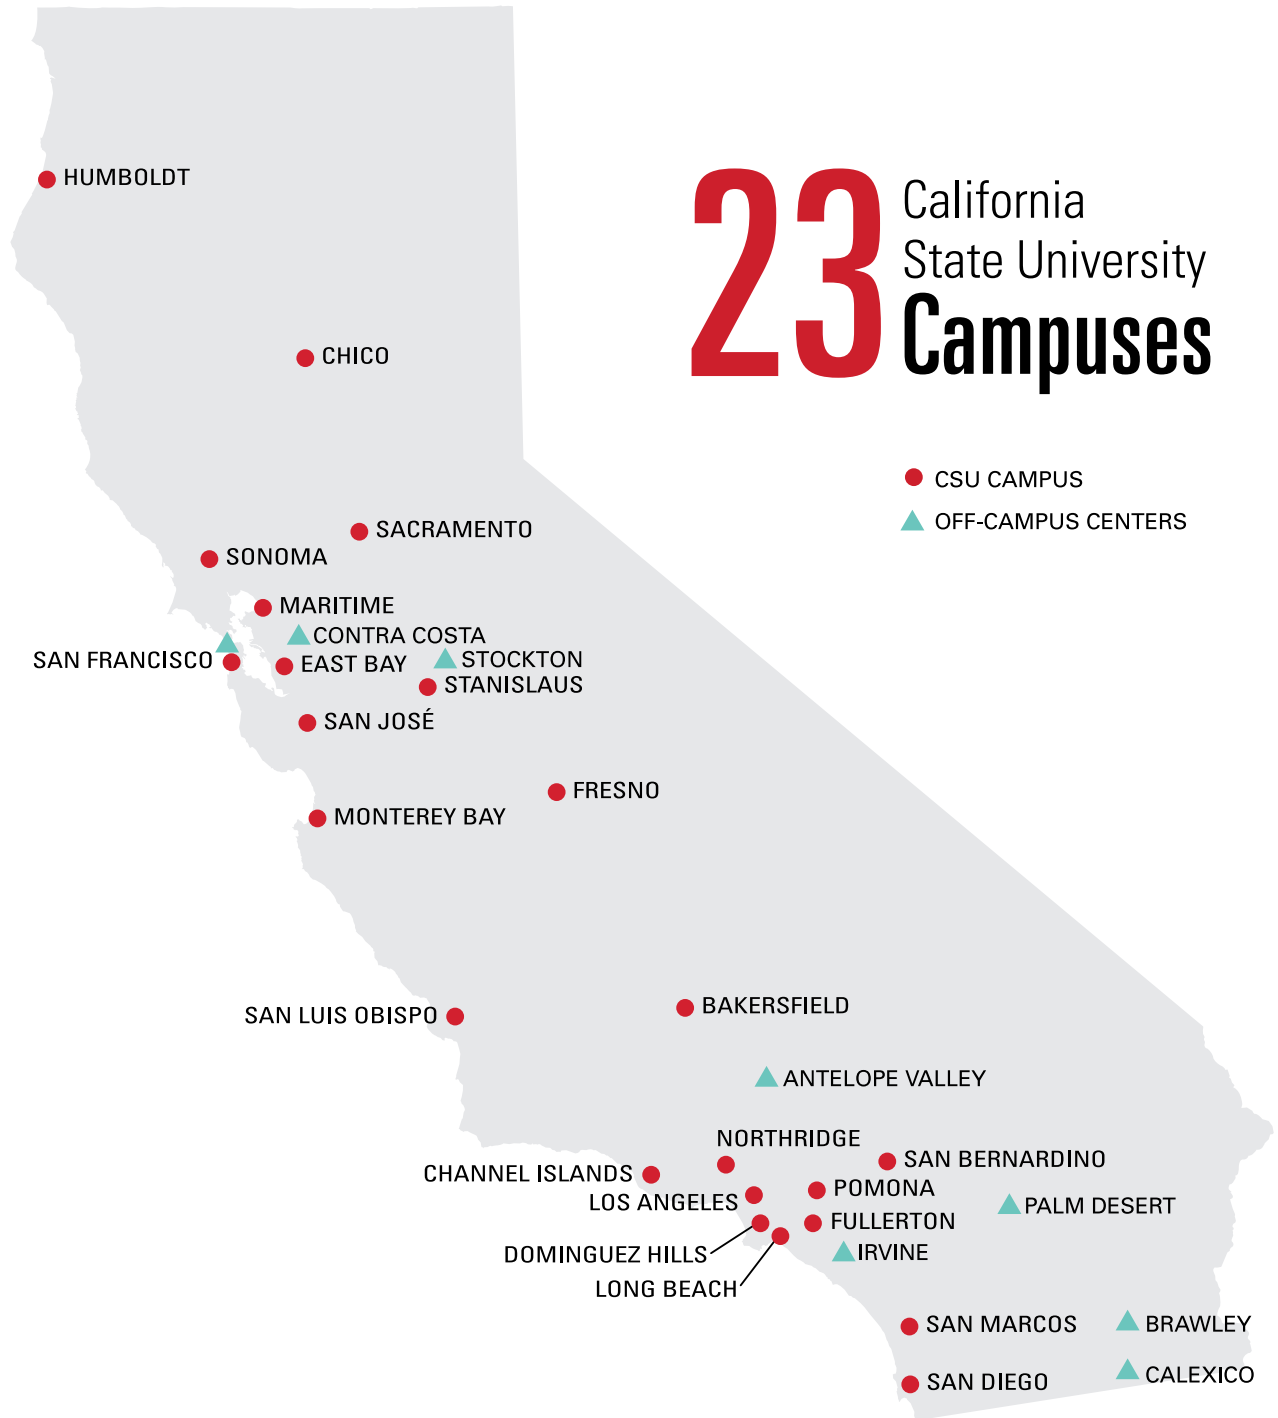 HUMBOLDT
23
California
State University
Campuses
CHICO
CSU CAMPUS
OFF-CAMPUS CENTERS
SACRAMENTO
SONOMA
MARITIME
CONTRA COSTA
SAN FRANCISCO
EAST BAY
STOCKTON
STANISLAUS
SAN JOSÉ
FRESNO
MONTEREY BAY
SAN LUIS OBISPO
BAKERSFIELD
ANTELOPE VALLEY
NORTHRIDGE
SAN BERNARDINO
CHANNEL ISLANDS
POMONA
LOS ANGELES
PALM DESERT
FULLERTON
DOMINGUEZ HILLS
IRVINE
LONG BEACH
SAN MARCOS
BRAWLEY
CALEXICO
SAN DIEGO